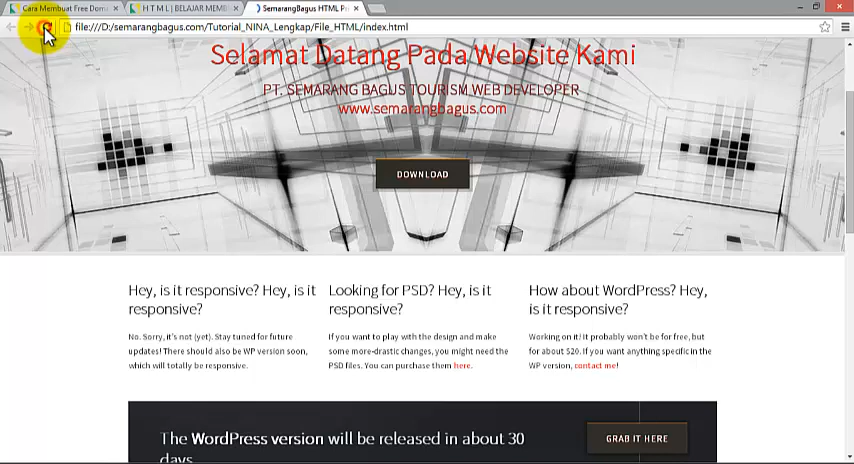 Cara Membuat Free Doma
H T M L | BELAJAR MEMB
SemarangBagus HTML Pr
file:///D:/semarangbagus.com/Tutorial_NINA_Lengkap/File_HTML/index.html
Selamat Datang Pada Website Kami
PT. SEMARANG BAGUS TOURISM WEB DEVELOPER
www.semarangbagus.com
DOWNLOAD
Hey, is it responsive? Hey, is it
responsive?
No. Sorry, it's not (yet). Stay tuned for future
updates! There should also be WP version soon,
which will totally be responsive.
Looking for PSD? Hey, is it
responsive?
If you want to play with the design and make
some more-drastic changes, you might need the
PSD files. You can purchase them here.
How about WordPress? Hey,
is it responsive?
Working on it! It probably won't be for free, but
for about $20. If you want anything specific in the
WP version, contact me!
The WordPress version will be released in about 30
days
GRAB IT HERE